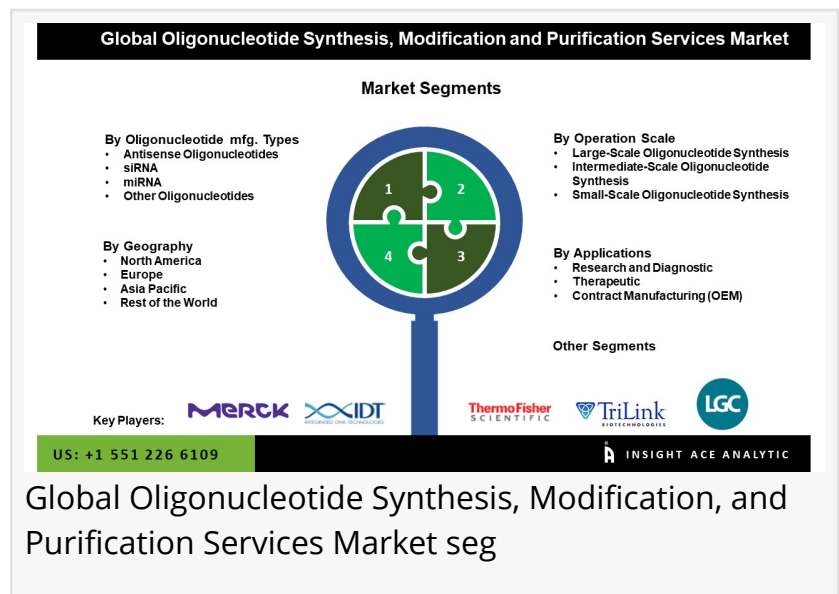 Global Oligonucleotide Synthesis, Modification and Purification Services Market
Market Segments
By Oligonucleotide mfg. Types
• Antisense Oligonucleotides
• siRNA
• miRNA
• Other Oligonucleotides
By Geography
• North America
• Europe
• Asia Pacific
• Rest of the World
1
2
4
3
By Operation Scale
• Large-Scale Oligonucleotide Synthesis
• Intermediate-Scale Oligonucleotide
Synthesis
• Small-Scale Oligonucleotide Synthesis
By Applications
• Research and Diagnostic
• Therapeutic
• Contract Manufacturing (OEM)
Other Segments
Key Players:
MERCK
IDT
INTEGRATED DNA TECHNOLOGIES
ThermoFisher
SCIENTIFIC
TriLink
BIOTECHNOLOGIES
LGC
US: +1 551 226 6109
INSIGHT ACE ANALYTIC
Global Oligonucleotide Synthesis, Modification, and
Purification Services Market seg